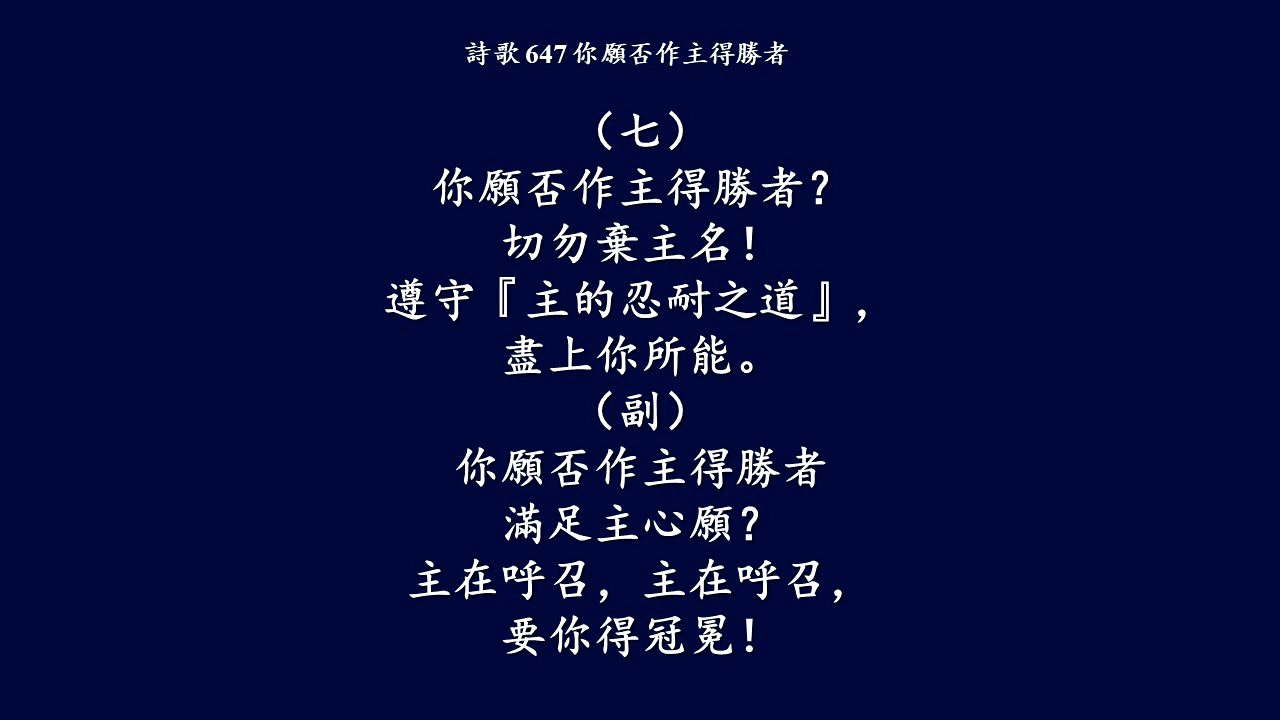 詩歌 647 你願否作主得勝者
（七）
你願否作主得勝者？
切勿棄主名！
遵守『主的忍耐之道』，
盡上你所能。
（副）
你願否作主得勝者
滿足主心願？
主在呼召，主在呼召，
要你得冠冕！